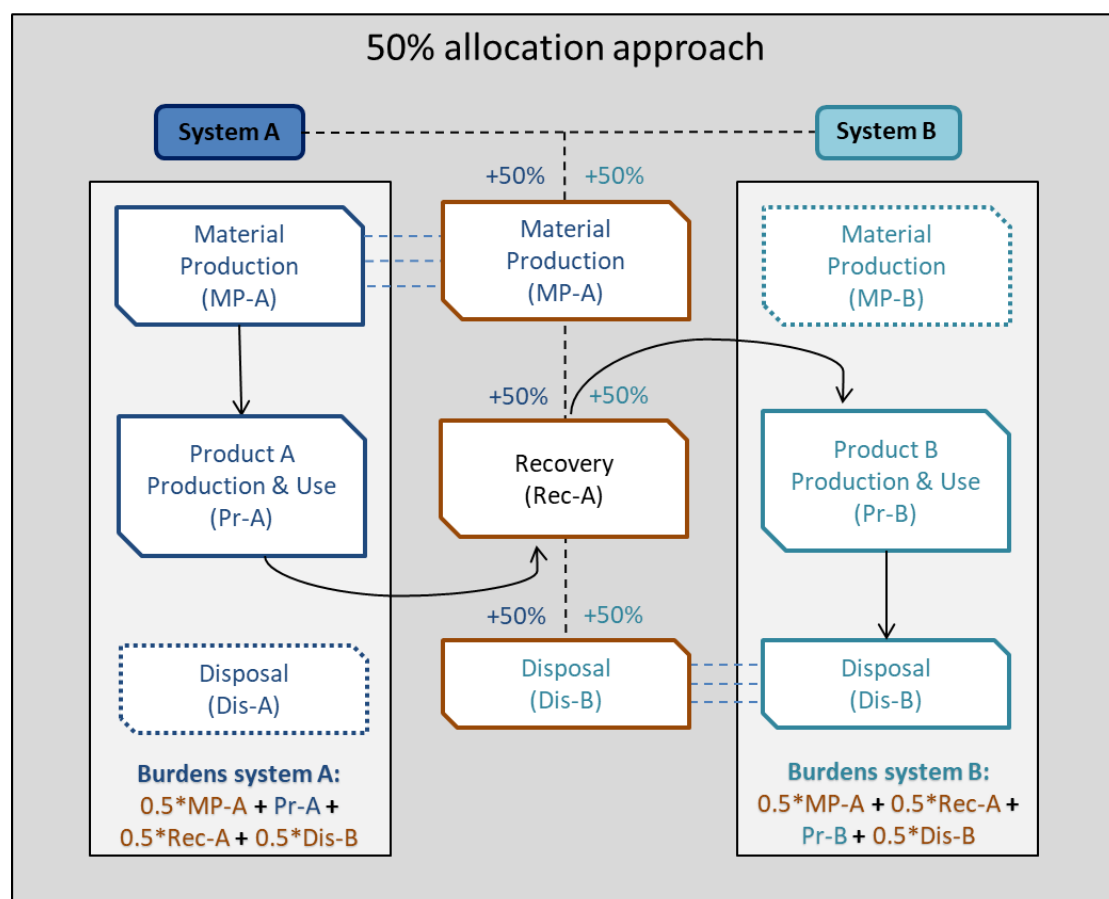 50% allocation approach
System A
System B
+50% +50%
Material
Production
(MP-A)
Material
Production
(MP-A)
Material
Production
(MP-B)
+50% +50%
Product A
Production & Use
(Pr-A)
Recovery
(Rec-A)
Product B
Production & Use
(Pr-B)
+50% +50%
Disposal
(Dis-A)
Disposal
(Dis-B)
Disposal
(Dis-B)
Burdens system A:
0.5*MP-A + Pr-A +
0.5*Rec-A + 0.5*Dis-B
Burdens system B:
0.5*MP-A + 0.5*Rec-A +
Pr-B + 0.5*Dis-B